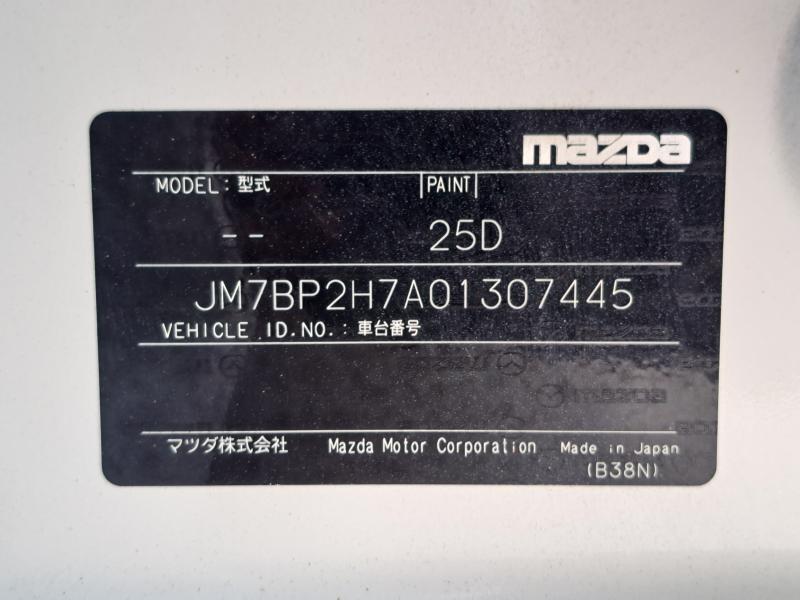 mazda
MODEL: 型式 PAINT
-- 25D
JM7BP2H7A01307445
VEHICLE ID.NO.: 車台番号
mazda
マツダ株式会社 Mazda Motor Corporation Made in Japan
(B38N)